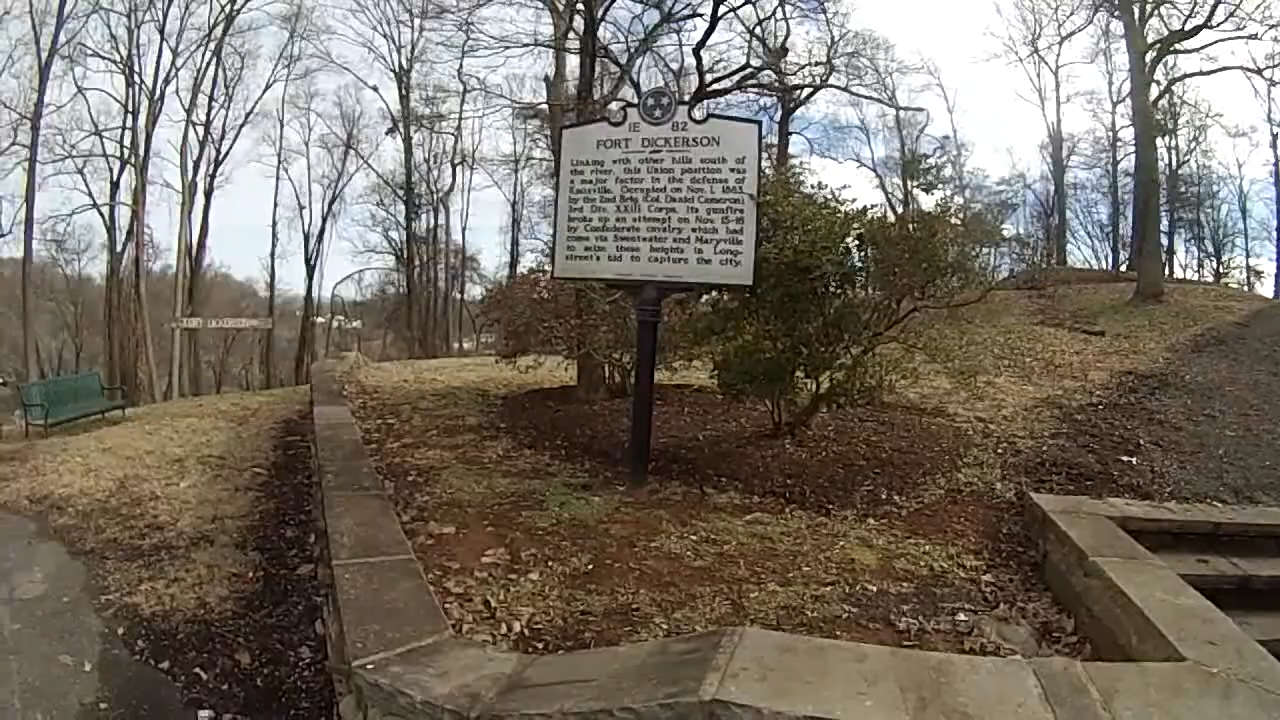 1E 82
FORT DICKERSON
Linking with other hills south of
the river, this Union position was
a major factor in the defense of
Knoxville. Occupied on Nov. 1, 1863,
by the 2nd Brig. (Col. Daniel Cameron)
3rd Div. XXIII Corps, its gunfire
broke up an attempt on Nov. 15-16
by Confederate cavalry which had
come via Sweetwater and Maryville
to seize these heights in Long-
street's bid to capture the city.
FORT DICKERSON